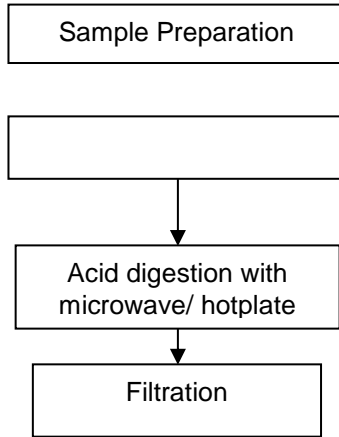 Sample Preparation
Acid digestion with
microwave/ hotplate
Filtration